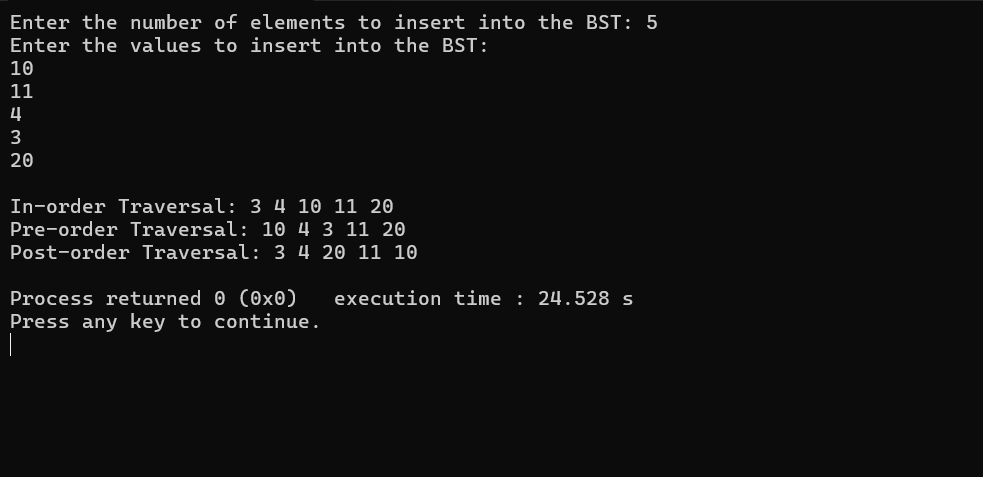 Enter the number of elements to insert into the BST: 5
Enter the values to insert into the BST:
10
11
4
3
20
In-order Traversal: 3 4 10 11 20
Pre-order Traversal: 10 4 3 11 20
Post-order Traversal: 3 4 20 11 10
Process returned 0 (0x0)   execution time : 24.528 s
Press any key to continue.